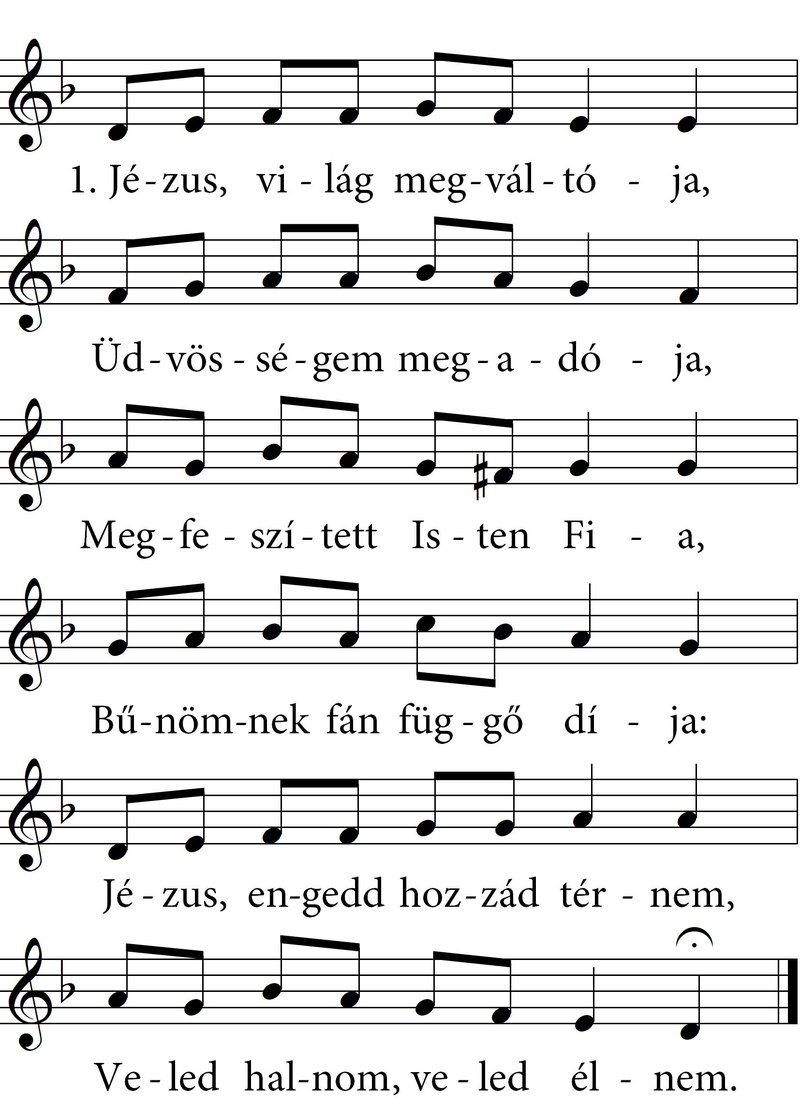 1. Jé-zus, vi - lág meg-vál-tó - ja,
Üd-vös - sé-gem meg-a - dó - ja,
Meg-fe - szí-tett Is - ten Fi - a,
Bű-nöm-nek fán füg-gő dí - ja:
Jé-zus, en-gedd hoz-zád tér - nem,
Ve-led hal-nom, ve-led él - nem.